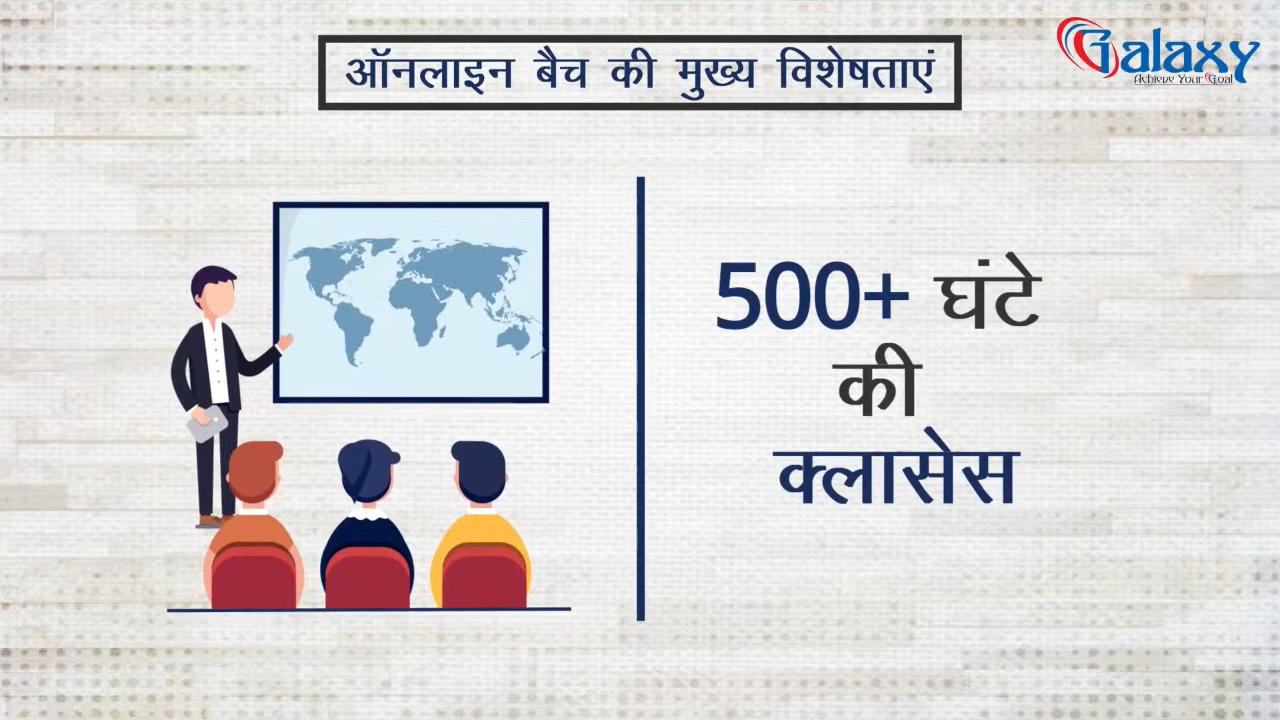 ऑनलाइन बैच की मुख्य विशेषताएं
Galaxy
Achieve Your Goal
500+ घंटे
की
क्लासेस